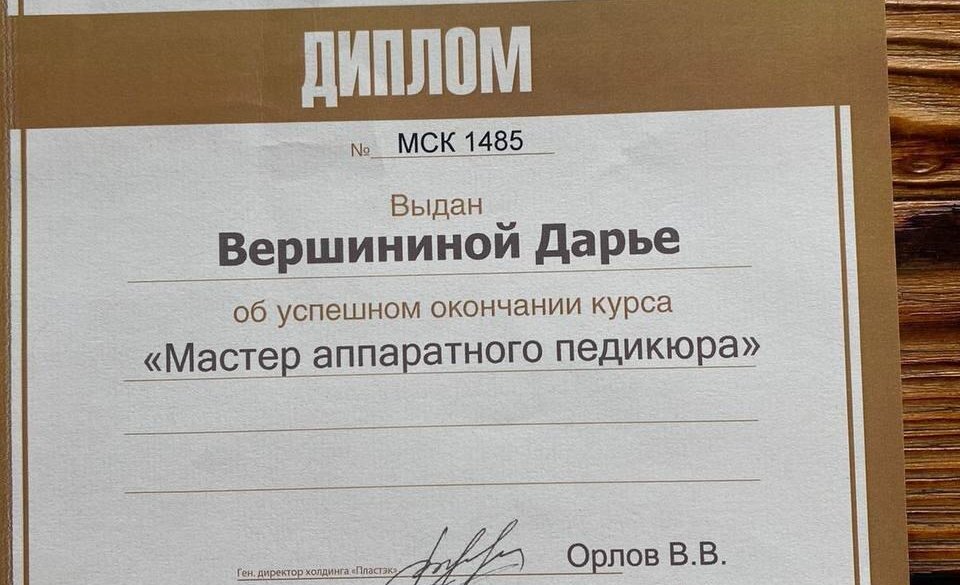 ДИПЛОМ
№ МСК 1485
Выдан
Вершининой Дарье
об успешном окончании курса
«Мастер аппаратного педикюра»
Ген. директор холдинга «Пластэк» Орлов В.В.